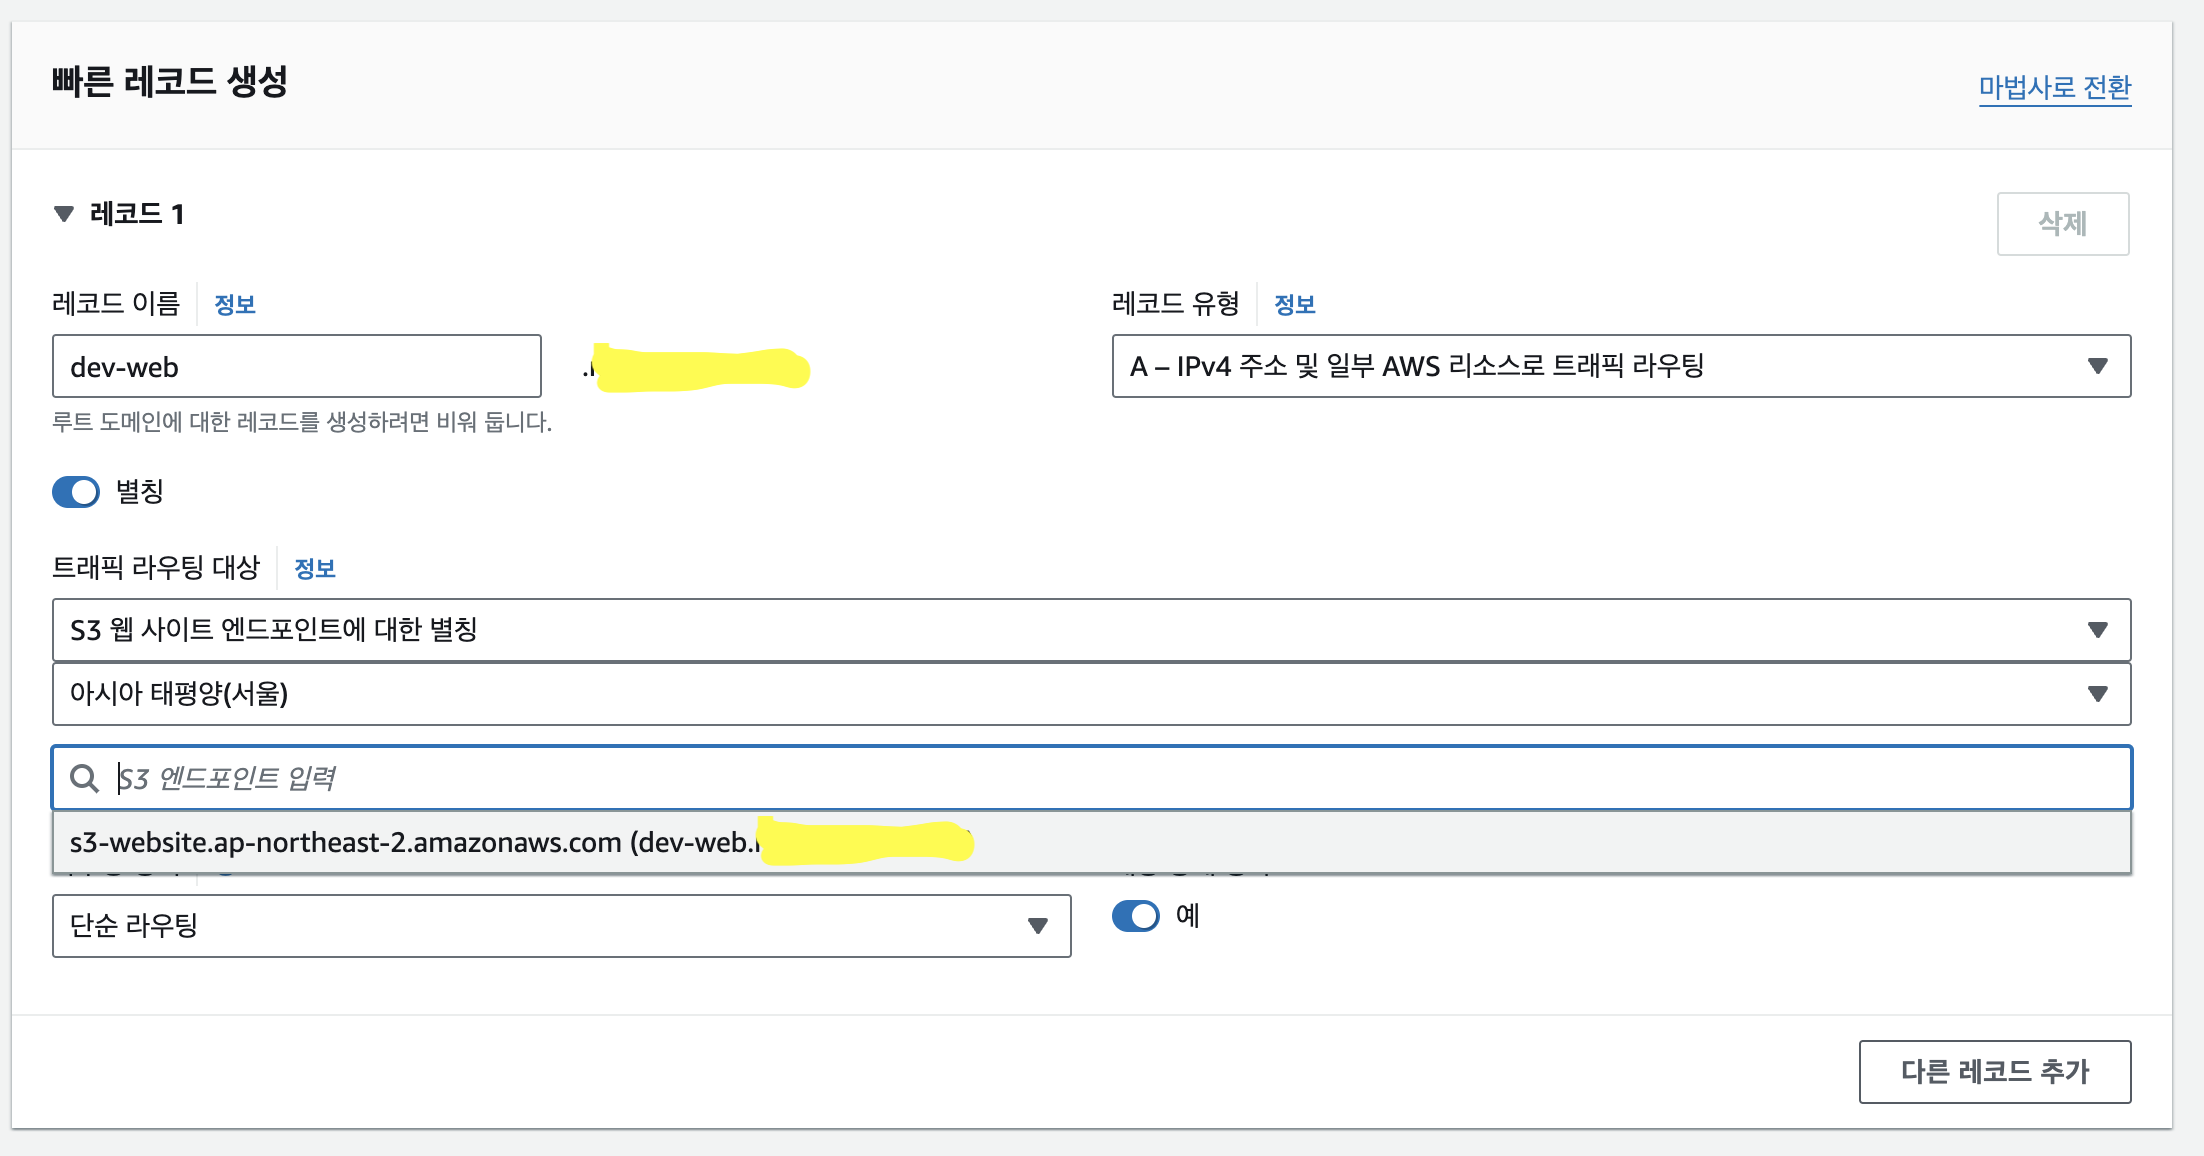 빠른 레코드 생성
마법사로 전환
레코드 1
삭제
레코드 이름 정보
레코드 유형 정보
dev-web
A – IPv4 주소 및 일부 AWS 리소스로 트래픽 라우팅
루트 도메인에 대한 레코드를 생성하려면 비워 둡니다.
별칭
트래픽 라우팅 대상 정보
S3 웹 사이트 엔드포인트에 대한 별칭
아시아 태평양(서울)
S3 엔드포인트 입력
s3-website.ap-northeast-2.amazonaws.com (dev-web.
단순 라우팅
예
다른 레코드 추가